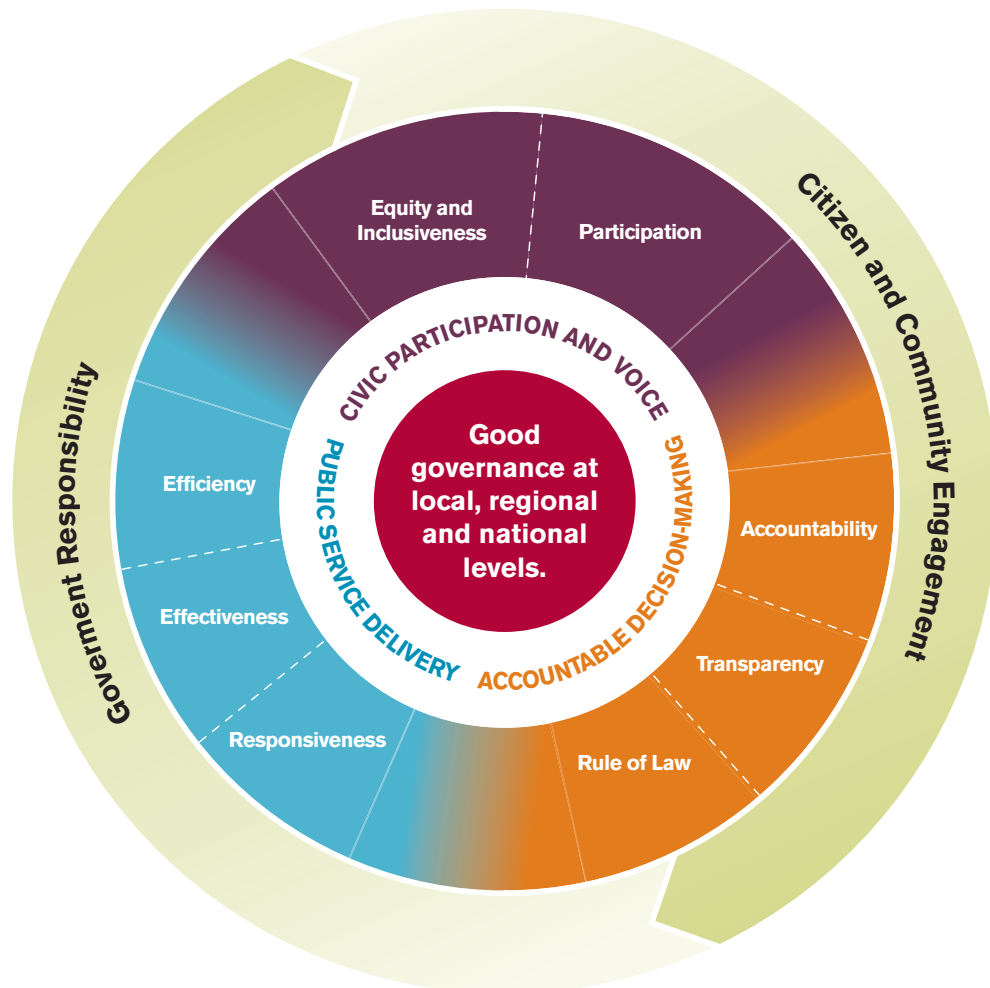 Citizen and Community Engagement
Government Responsibility
Equity and
Inclusiveness
Participation
Accountability
Transparency
Rule of Law
Responsiveness
Effectiveness
Efficiency
CIVIC PARTICIPATION AND VOICE
ACCOUNTABLE DECISION-MAKING
PUBLIC SERVICE DELIVERY
Good
governance at
local, regional
and national
levels.